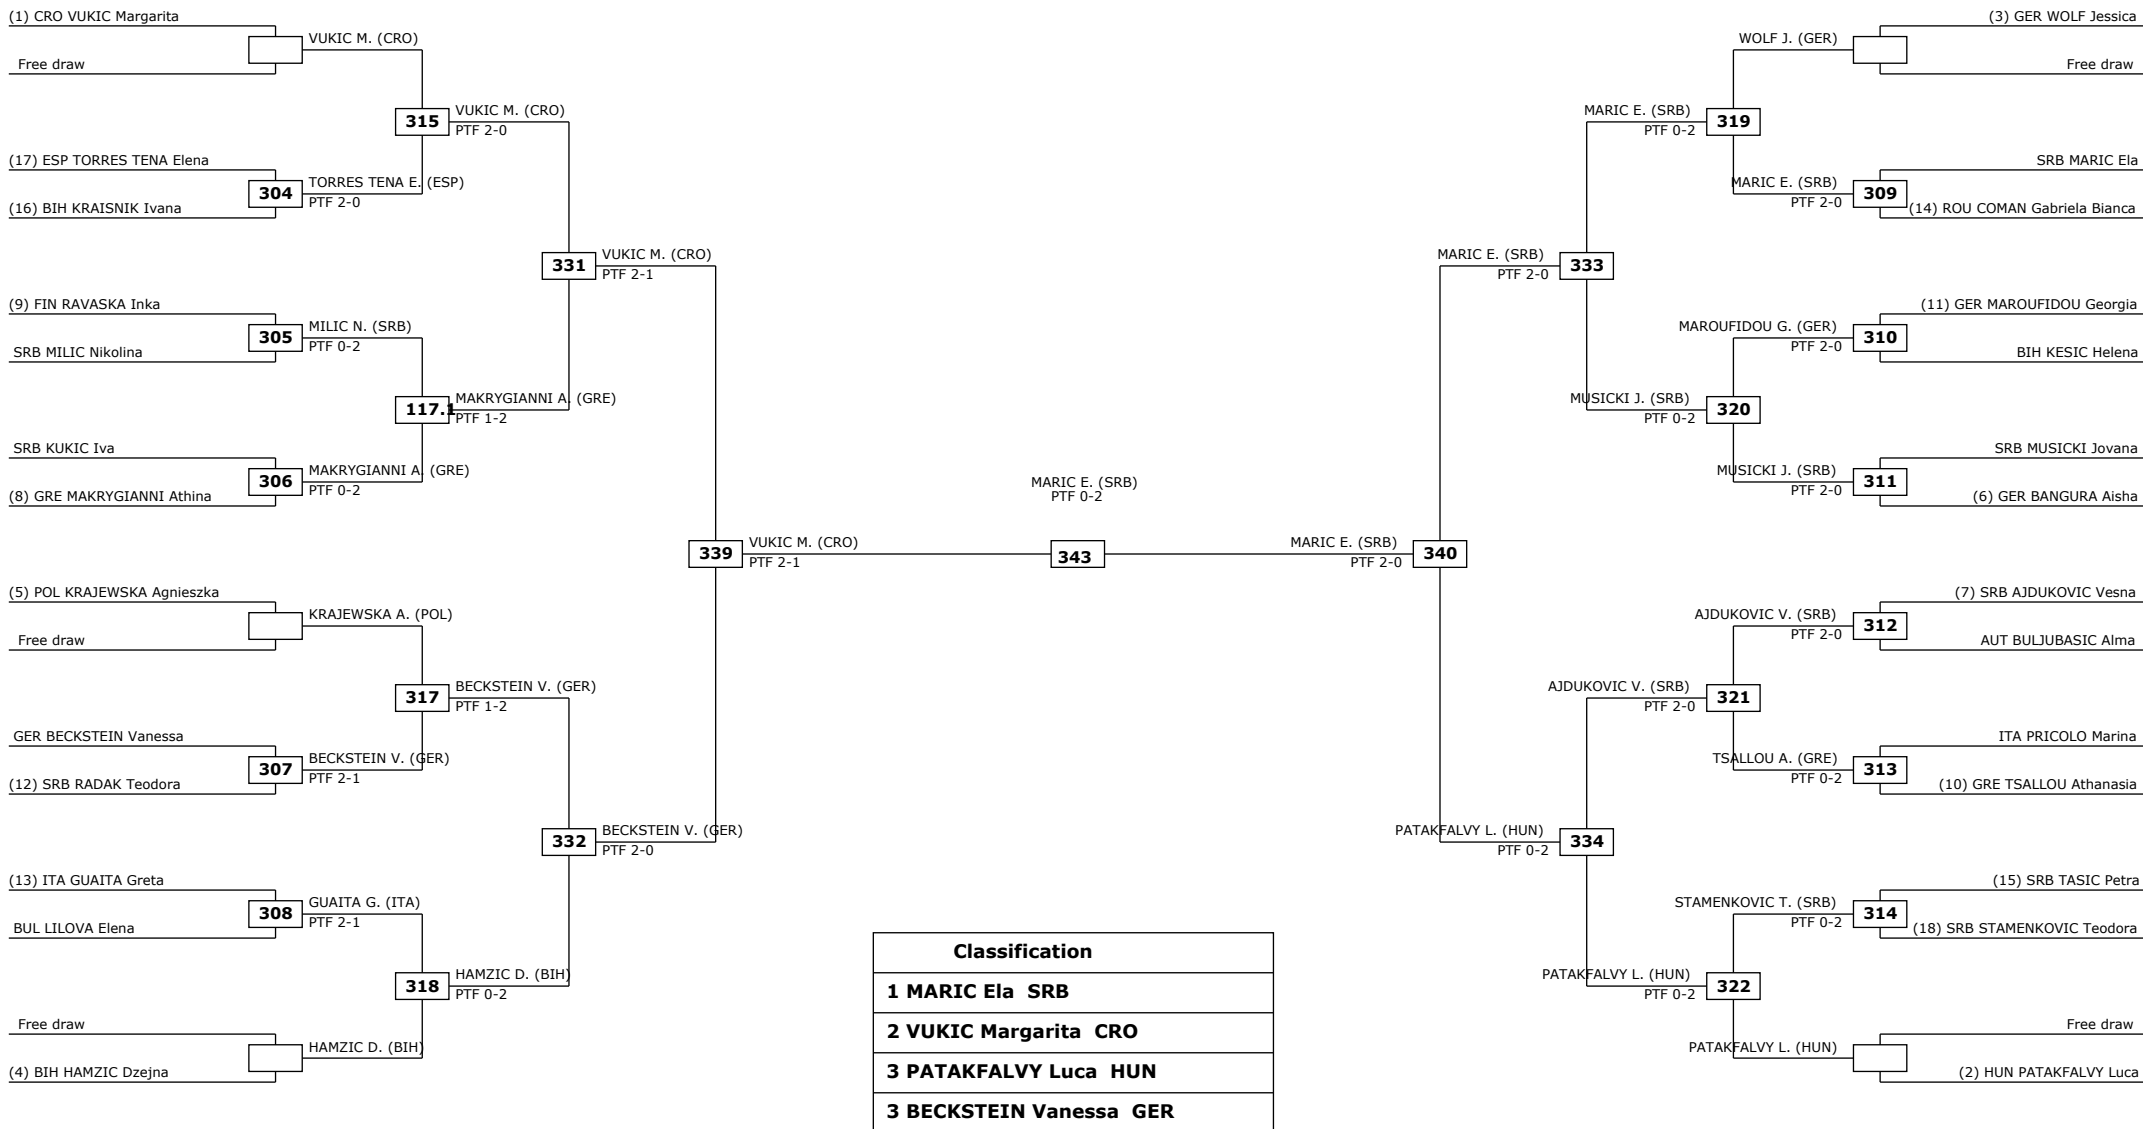 (1) CRO VUKIC Margarita
VUKIC M. (CRO)
Free draw
315
VUKIC M. (CRO)
PTF 2-0
(17) ESP TORRES TENA Elena
304
TORRES TENA E. (ESP)
PTF 2-0
(16) BIH KRAISNIK Ivana
331
VUKIC M. (CRO)
PTF 2-1
(9) FIN RAVASKA Inka
305
MILIC N. (SRB)
PTF 0-2
SRB MILIC Nikolina
117.1
MAKRYGIANNI A. (GRE)
PTF 1-2
SRB KUKIC Iva
306
MAKRYGIANNI A. (GRE)
PTF 0-2
(8) GRE MAKRYGIANNI Athina
339
VUKIC M. (CRO)
PTF 2-1
(5) POL KRAJEWSKA Agnieszka
KRAJEWSKA A. (POL)
Free draw
317
BECKSTEIN V. (GER)
PTF 1-2
GER BECKSTEIN Vanessa
307
BECKSTEIN V. (GER)
PTF 2-1
(12) SRB RADAK Teodora
332
BECKSTEIN V. (GER)
PTF 2-0
(13) ITA GUAITA Greta
308
GUAITA G. (ITA)
PTF 2-1
BUL LILOVA Elena
318
HAMZIC D. (BIH)
PTF 0-2
Free draw
HAMZIC D. (BIH)
(4) BIH HAMZIC Dzejna
MARIC E. (SRB)
PTF 0-2
343
(3) GER WOLF Jessica
WOLF J. (GER)
Free draw
MARIC E. (SRB)
PTF 0-2
319
SRB MARIC Ela
MARIC E. (SRB)
PTF 2-0
309
(14) ROU COMAN Gabriela Bianca
MARIC E. (SRB)
PTF 2-0
333
(11) GER MAROUFIDOU Georgia
MAROUFIDOU G. (GER)
PTF 2-0
310
BIH KESIC Helena
MUSICKI J. (SRB)
PTF 0-2
320
SRB MUSICKI Jovana
MUSICKI J. (SRB)
PTF 2-0
311
(6) GER BANGURA Aisha
MARIC E. (SRB)
PTF 2-0
340
(7) SRB AJDUKOVIC Vesna
AJDUKOVIC V. (SRB)
PTF 2-0
312
AUT BULJUBASIC Alma
AJDUKOVIC V. (SRB)
PTF 2-0
321
ITA PRICOLO Marina
TSALLOU A. (GRE)
PTF 0-2
313
(10) GRE TSALLOU Athanasia
PATAKFALVY L. (HUN)
PTF 0-2
334
(15) SRB TASIC Petra
STAMENKOVIC T. (SRB)
PTF 0-2
314
(18) SRB STAMENKOVIC Teodora
PATAKFALVY L. (HUN)
PTF 0-2
322
Free draw
PATAKFALVY L. (HUN)
(2) HUN PATAKFALVY Luca
Classification
1 MARIC Ela SRB
2 VUKIC Margarita CRO
3 PATAKFALVY Luca HUN
3 BECKSTEIN Vanessa GER